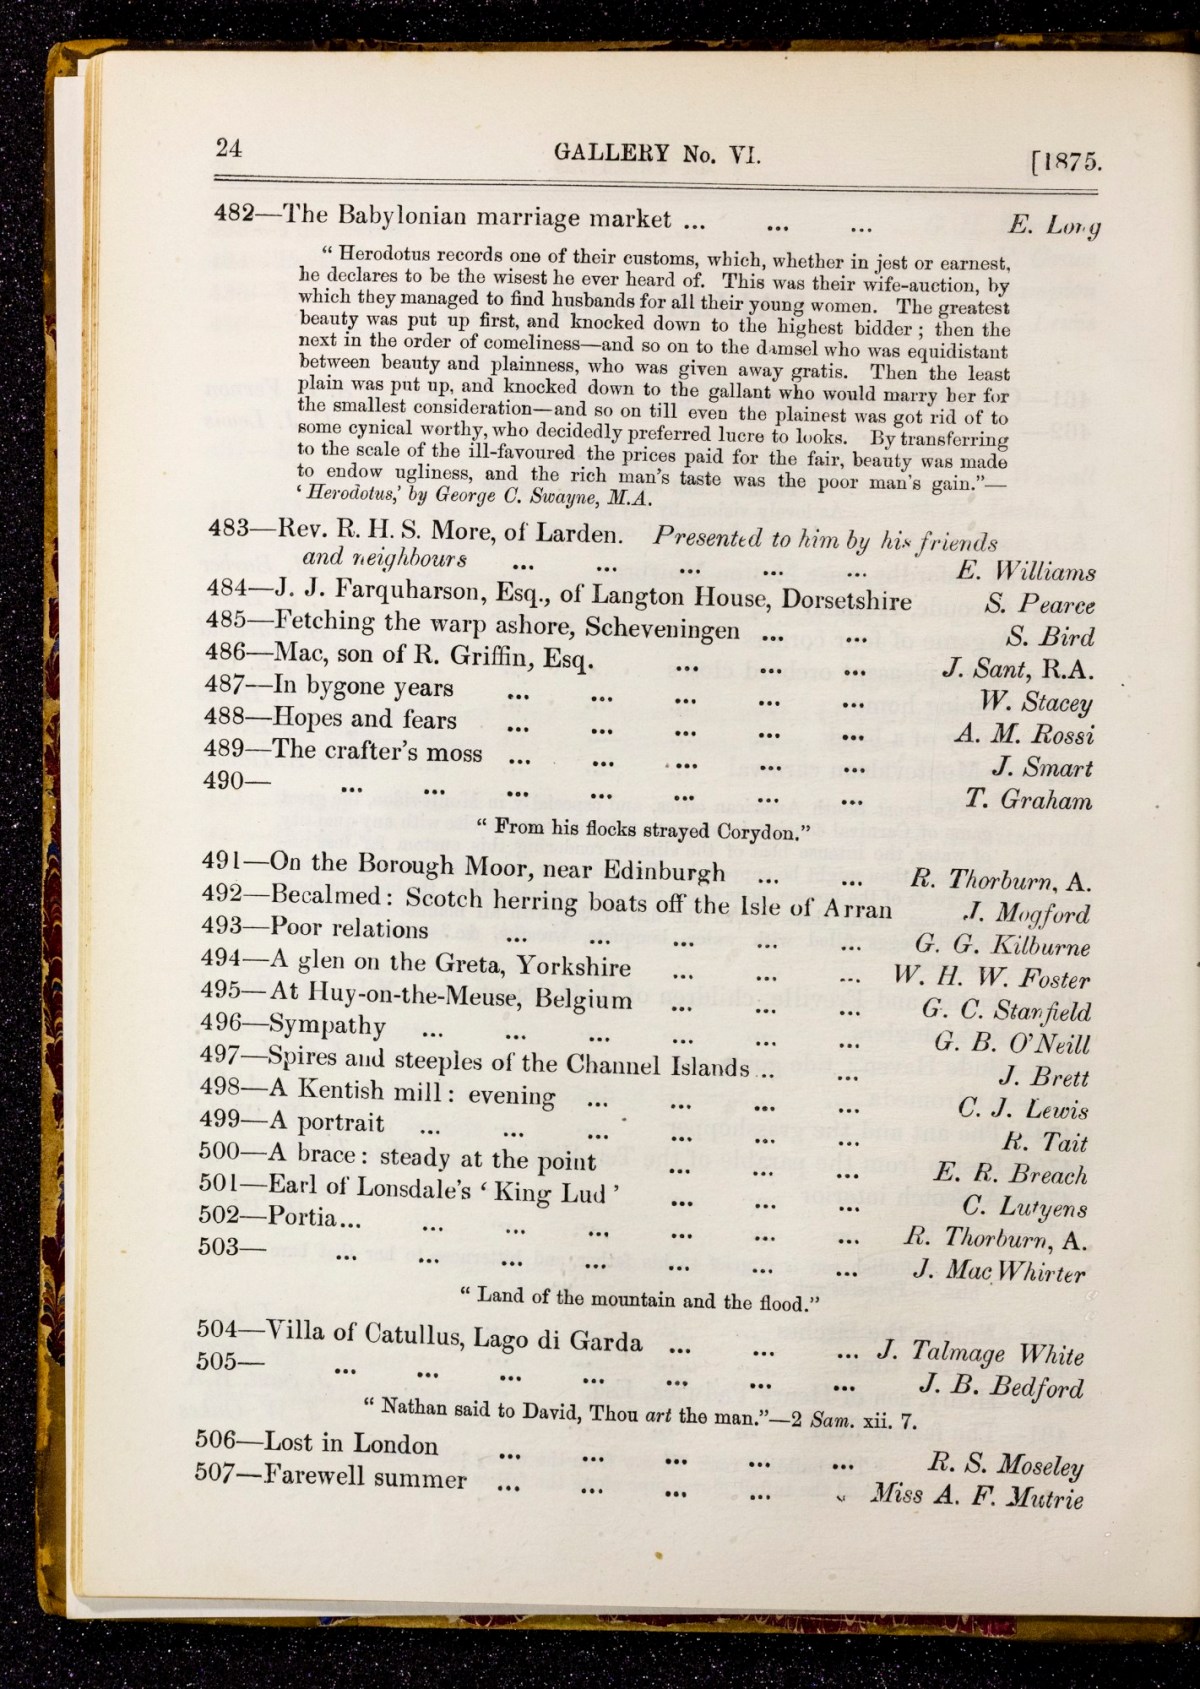 24 GALLERY No. VI. [1875.
482—The Babylonian marriage market ... ... ... E. Long
“ Herodotus records one of their customs, which, whether in jest or earnest,
he declares to be the wisest he ever heard of. This was their wife-auction, by
which they managed to find husbands for all their young women. The greatest
beauty was put up first, and knocked down to the highest bidder ; then the
next in the order of comeliness—and so on to the damsel who was equidistant
between beauty and plainness, who was given away gratis. Then the least
plain was put up, and knocked down to the gallant who would marry her for
the smallest consideration—and so on till even the plainest was got rid of to
some cynical worthy, who decidedly preferred lucre to looks. By transferring
to the scale of the ill-favoured the prices paid for the fair, beauty was made
to endow ugliness, and the rich man's taste was the poor man's gain.”—
‘ Herodotus,’ by George C. Swayne, M.A.
483—Rev. R. H. S. More, of Larden. Presented to him by his friends
and neighbours ... ... ... ... ... E. Williams
484—J. J. Farquharson, Esq., of Langton House, Dorsetshire S. Pearce
485—Fetching the warp ashore, Scheveningen ... ... S. Bird
486—Mac, son of R. Griffin, Esq. ... ... ... J. Sant, R.A.
487—In bygone years ... ... ... ... ... W. Stacey
488—Hopes and fears ... ... ... ... ... A. M. Rossi
489—The crafter's moss ... ... ... ... ... J. Smart
490— ... ... ... ... ... ... ... T. Graham
“ From his flocks strayed Corydon.”
491—On the Borough Moor, near Edinburgh ... ... R. Thorburn, A.
492—Becalmed : Scotch herring boats off the Isle of Arran J. Mogford
493—Poor relations ... ... ... ... ... G. G. Kilburne
494—A glen on the Greta, Yorkshire ... ... ... W. H. W. Foster
495—At Huy-on-the-Meuse, Belgium ... ... ... G. C. Stanfield
496—Sympathy ... ... ... ... ... ... G. B. O'Neill
497—Spires and steeples of the Channel Islands .. ... J. Brett
498—A Kentish mill : evening ... ... ... ... C. J. Lewis
499—A portrait ... ... ... ... ... ... R. Tait
500—A brace : steady at the point ... ... ... E. R. Breach
501—Earl of Lonsdale's ‘ King Lud ’ ... ... ... C. Lutyens
502—Portia... ... ... ... ... ... ... R. Thorburn, A.
503— ... ... ... ... ... ... ... J. MacWhirter
“ Land of the mountain and the flood.”
504—Villa of Catullus, Lago di Garda ... ... ... J. Talmage White
505— ... ... ... ... ... ... ... J. B. Bedford
“ Nathan said to David, Thou art the man.”—2 Sam. xii. 7.
506—Lost in London ... ... ... ... ... R. S. Moseley
507—Farewell summer ... ... ... ... . Miss A. F. Mutrie